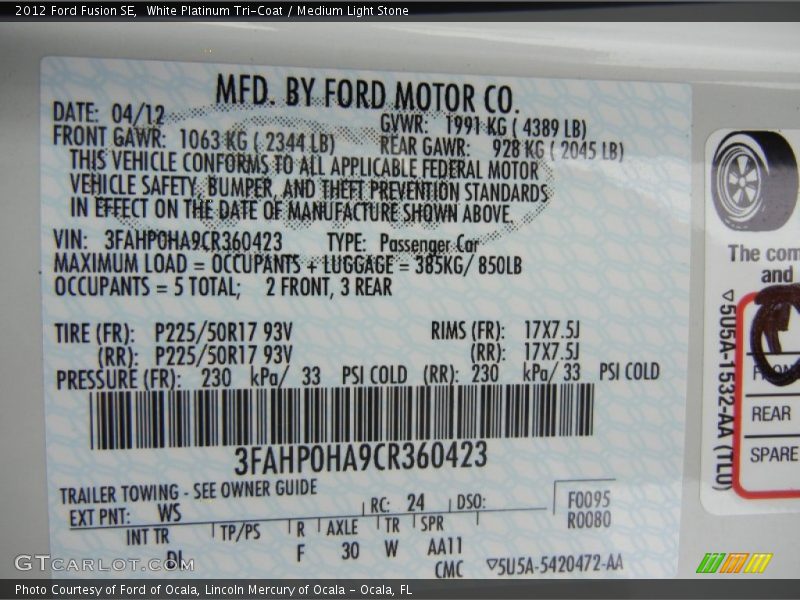 2012 Ford Fusion SE, White Platinum Tri-Coat / Medium Light Stone
MFD. BY FORD MOTOR CO.
DATE: 04/12 GVWR: 1991 KG ( 4389 LB)
FRONT GAWR: 1063 KG ( 2344 LB) REAR GAWR: 928 KG ( 2045 LB)
THIS VEHICLE CONFORMS TO ALL APPLICABLE FEDERAL MOTOR
VEHICLE SAFETY, BUMPER, AND THEFT PREVENTION STANDARDS
IN EFFECT ON THE DATE OF MANUFACTURE SHOWN ABOVE.
VIN: 3FAHP0HA9CR360423 TYPE: Passenger Car
MAXIMUM LOAD = OCCUPANTS + LUGGAGE = 385KG/ 850LB
OCCUPANTS = 5 TOTAL; 2 FRONT, 3 REAR
TIRE (FR): P225/50R17 93V RIMS (FR): 17X7.5J
(RR): P225/50R17 93V (RR): 17X7.5J
PRESSURE (FR): 230 kPa/ 33 PSI COLD (RR): 230 kPa/ 33 PSI COLD
3FAHP0HA9CR360423
TRAILER TOWING - SEE OWNER GUIDE
EXT PNT: WS RC: 24 DSO: F0095
R0080
INT TR TP/PS R AXLE TR SPR
DL F 30 W AA11
CMC ▽5U5A-5420472-AA
The com
and
▽5U5A-1532-AA (TLU)
FRON
REAR
SPARE
GTCarLot.com
Photo Courtesy of Ford of Ocala, Lincoln Mercury of Ocala - Ocala, FL